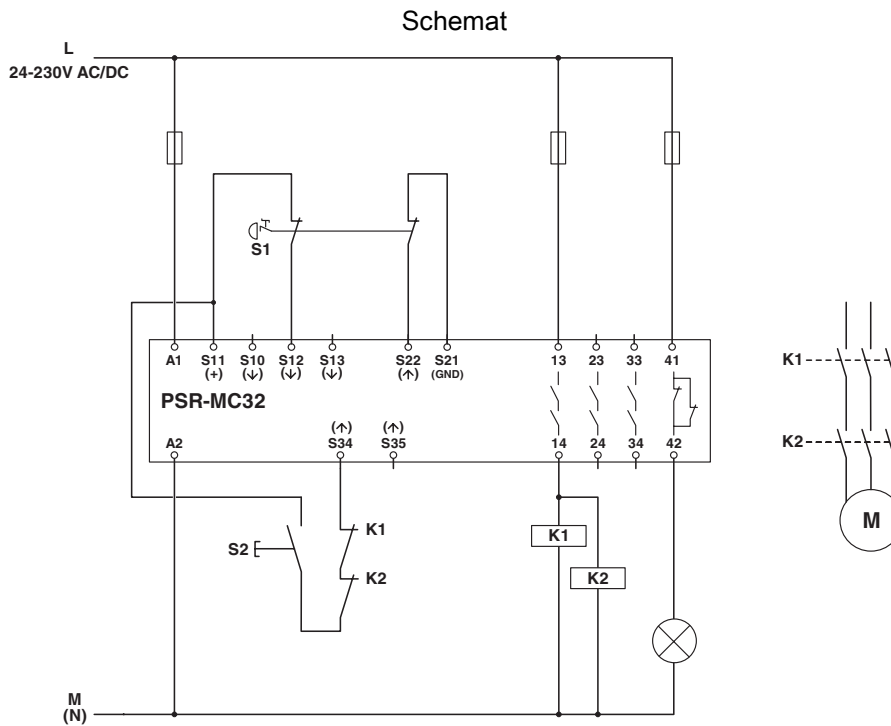 Schemat
L
24-230V AC/DC
S1
A1 S11 S10 S12 S13 S22 S21 13 23 33 41
(+) (↓) (↓) (↓) (↑) (GND)
PSR-MC32
(↑) (↑)
A2 S34 S35 14 24 34 42
K1
K2
M
S2
K1
K2
K1
K2
M
(N)